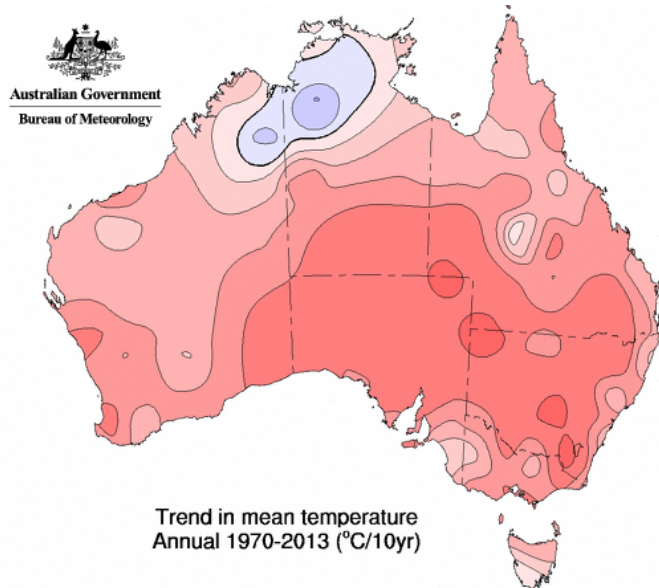 Australian Government
Bureau of Meteorology
Trend in mean temperature
Annual 1970-2013 (°C/10yr)